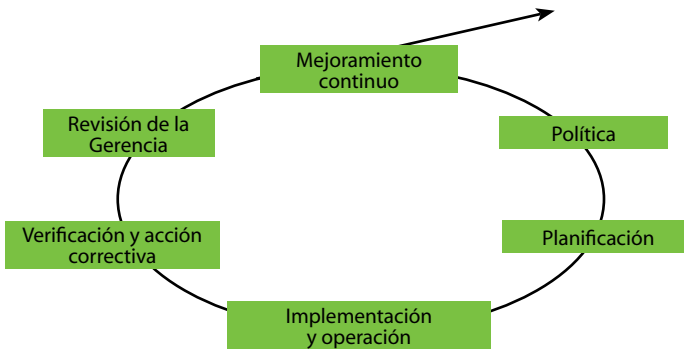 Mejoramiento
continuo
Política
Planificación
Implementación
y operación
Verificación y acción
correctiva
Revisión de la
Gerencia